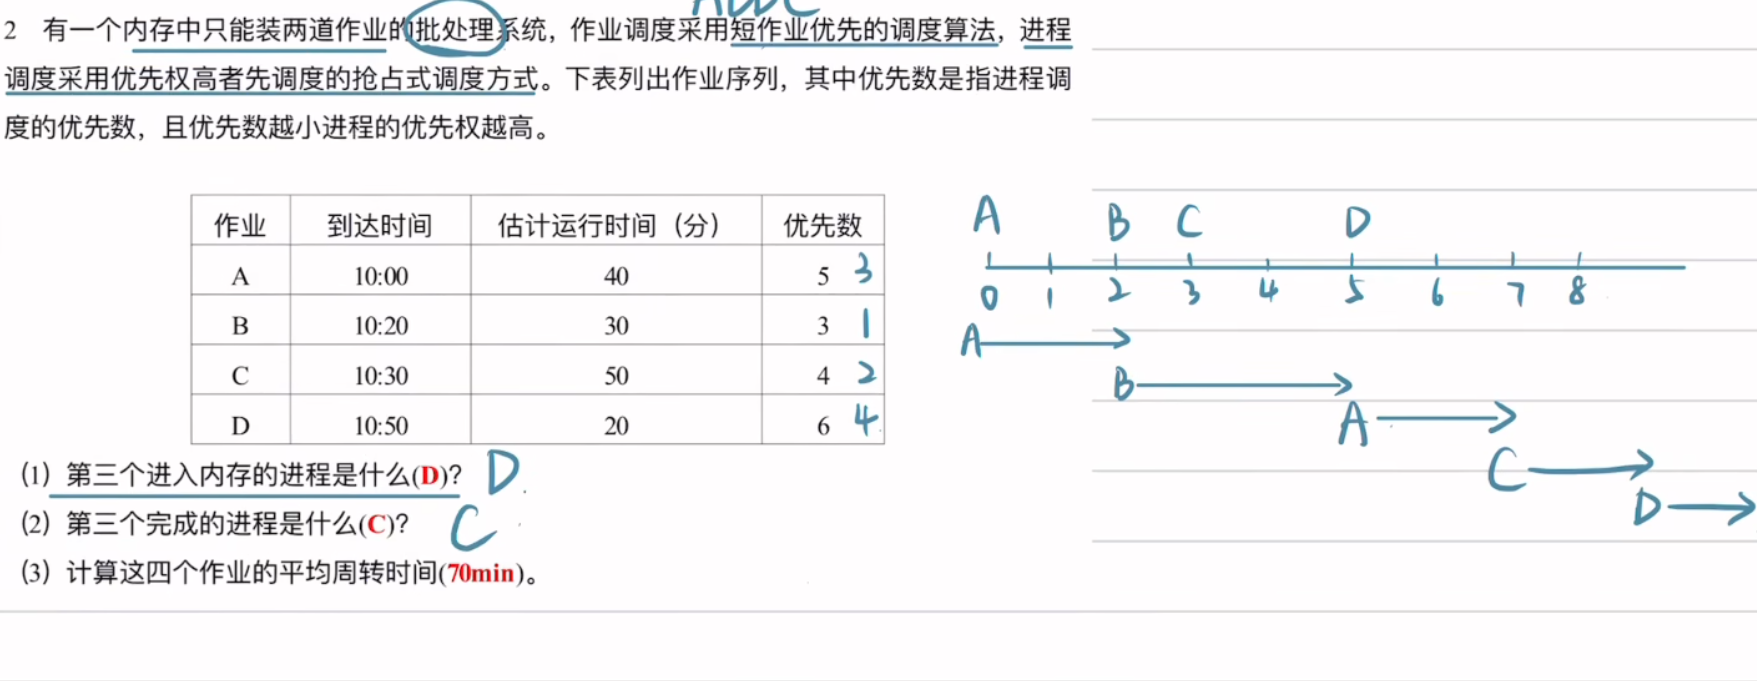 2 有一个内存中只能装两道作业的批处理系统，作业调度采用短作业优先的调度算法，进程
调度采用优先权高者先调度的抢占式调度方式。下表列出作业序列，其中优先数是指进程调
度的优先数，且优先数越小进程的优先权越高。
作业 到达时间 估计运行时间（分） 优先数
A 10:00 40 5 3
B 10:20 30 3 1
C 10:30 50 4 2
D 10:50 20 6 4
A B C D
0 1 2 3 4 5 6 7 8
A
B
A
C
D
（1）第三个进入内存的进程是什么(D)? D
（2）第三个完成的进程是什么(C)? C
（3）计算这四个作业的平均周转时间(70min)。